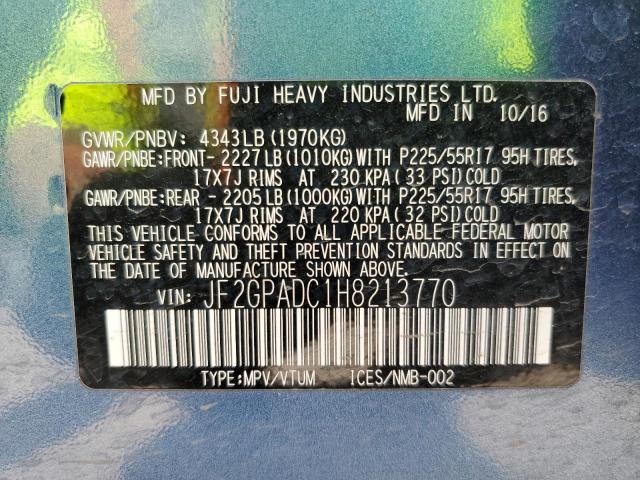 MFD BY FUJI HEAVY INDUSTRIES LTD.
MFD IN 10/16
GVWR/PNBV: 4343LB (1970KG)
GAWR/PNBE:FRONT- 2227LB(1010KG)WITH P225/55R17 95H TIRES,
17X7J RIMS AT 230 KPA ( 33 PSI) COLD
GAWR/PNBE:REAR - 2205LB(1000KG)WITH P225/55R17 95H TIRES,
17X7J RIMS AT 220 KPA ( 32 PSI) COLD
THIS VEHICLE CONFORMS TO ALL APPLICABLE FEDERAL MOTOR
VEHICLE SAFETY AND THEFT PREVENTION STANDARDS IN EFFECT ON
THE DATE OF MANUFACTURE SHOWN ABOVE.
VIN: JF2GPADC1H8213770
TYPE:MPV/VTUM ICES/NMB-002